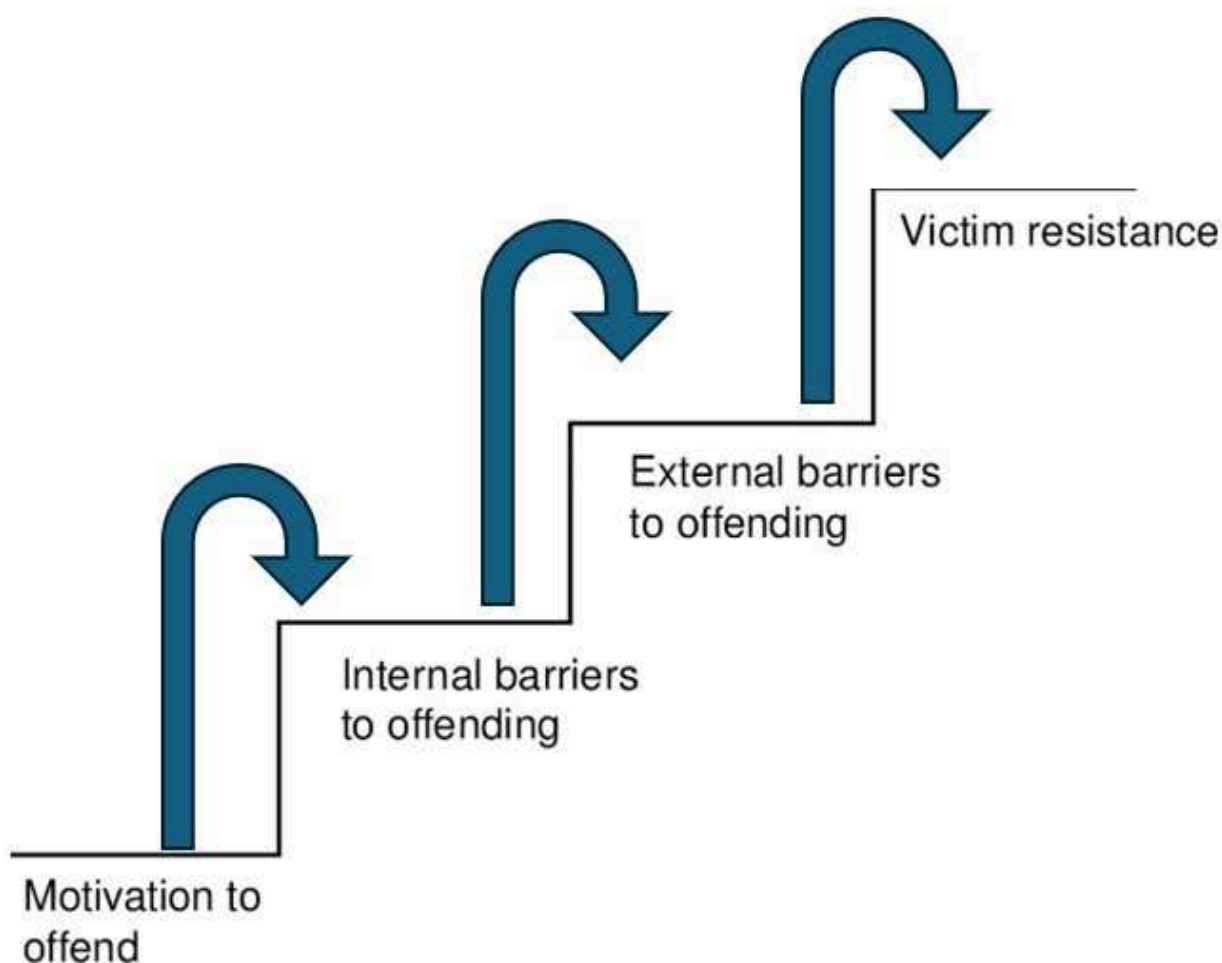 Victim resistance
External barriers
to offending
Internal barriers
to offending
Motivation to
offend